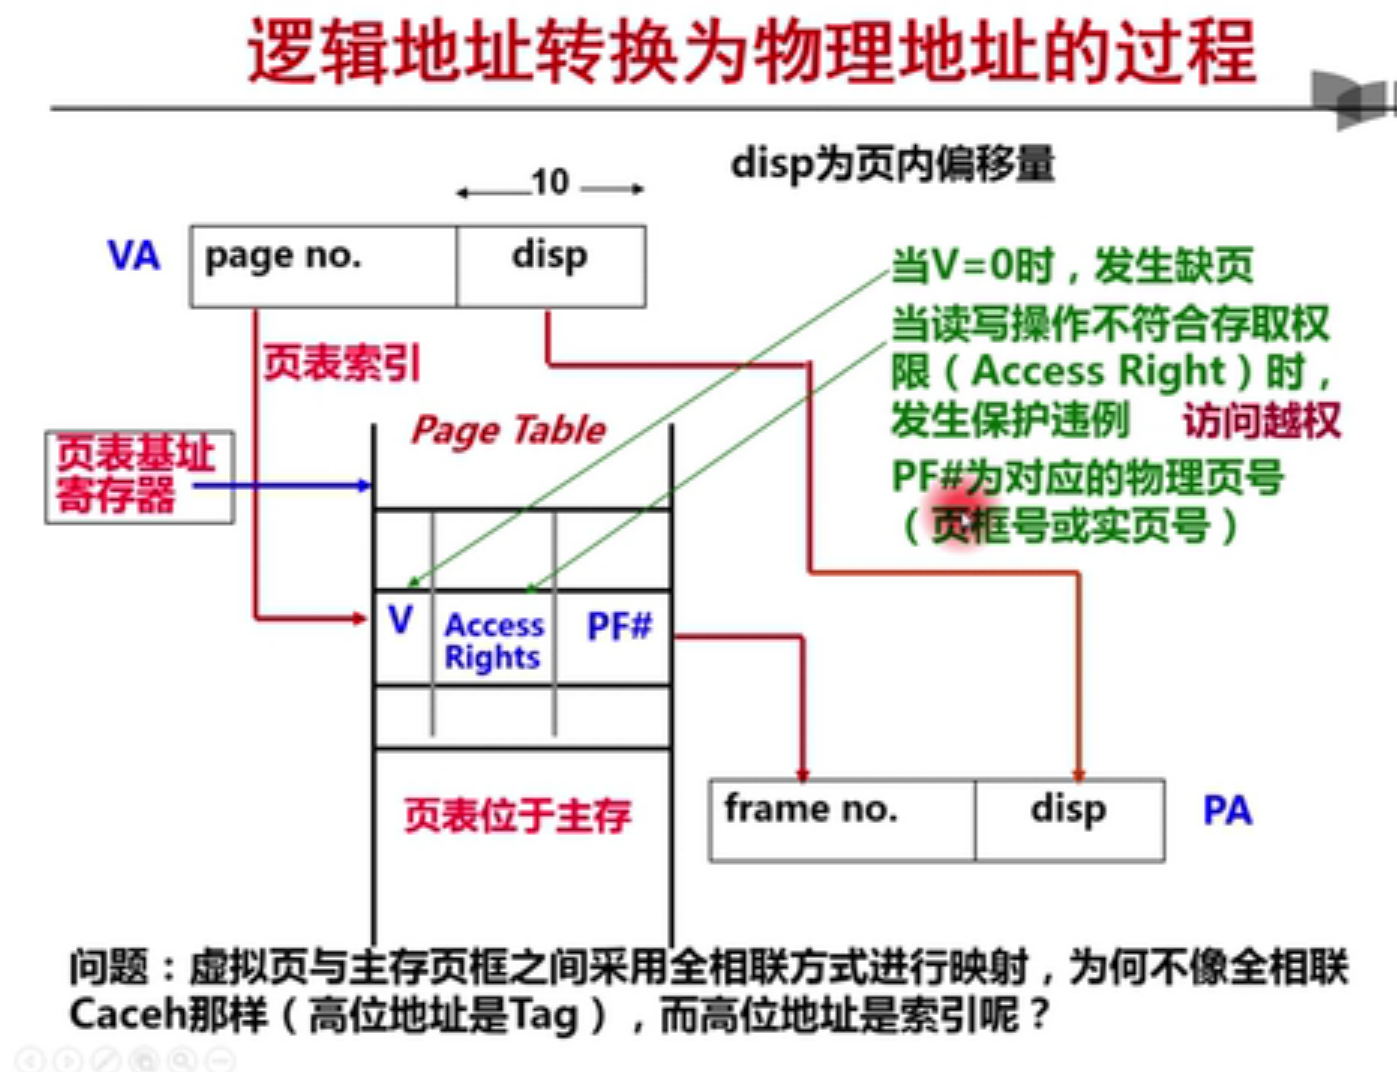 逻辑地址转换为物理地址的过程
disp为页内偏移量
10
VA
page no.
disp
当V=0时，发生缺页
当读写操作不符合存取权
限（Access Right）时，
发生保护违例 访问越权
PF#为对应的物理页号
（页框号或实页号）
页表索引
Page Table
页表基址
寄存器
V
Access
Rights
PF#
页表位于主存
frame no.
disp
PA
问题：虚拟页与主存页框之间采用全相联方式进行映射，为何不像全相联
Caceh那样（高位地址是Tag），而高位地址是索引呢？